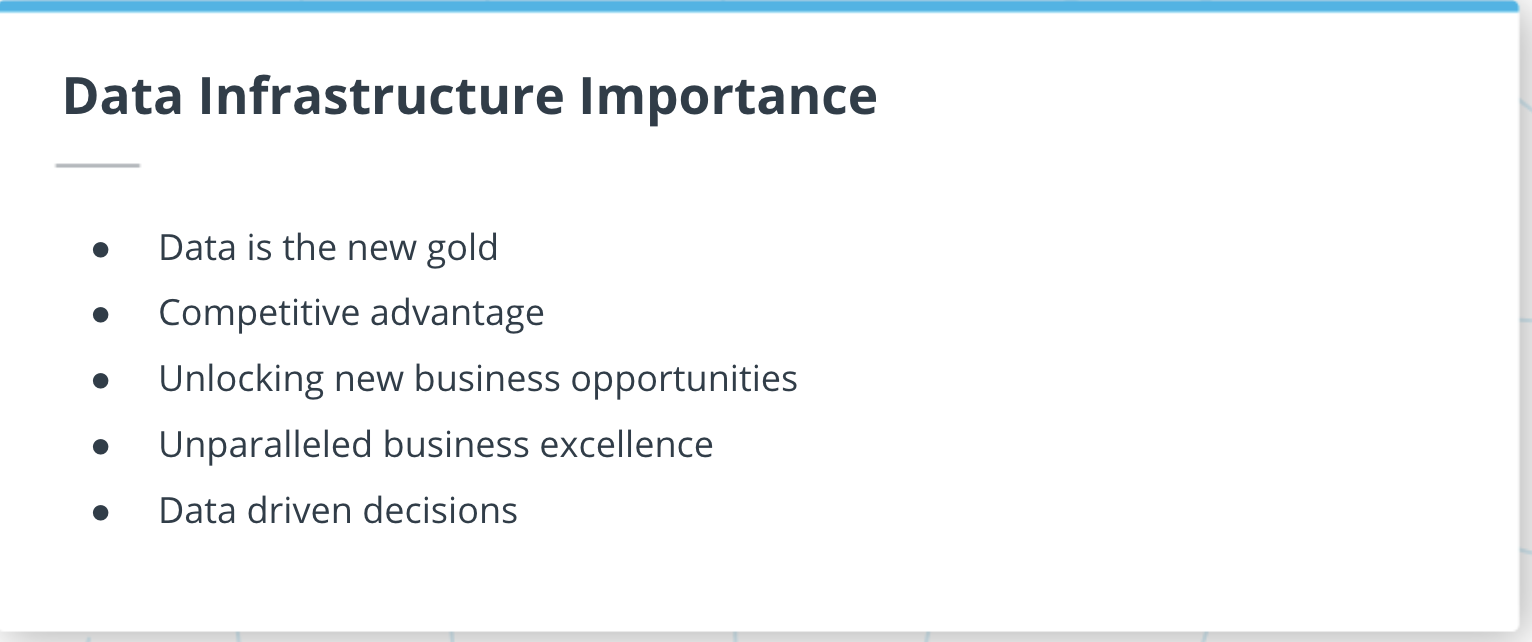 Data Infrastructure Importance
● Data is the new gold
● Competitive advantage
● Unlocking new business opportunities
● Unparalleled business excellence
● Data driven decisions